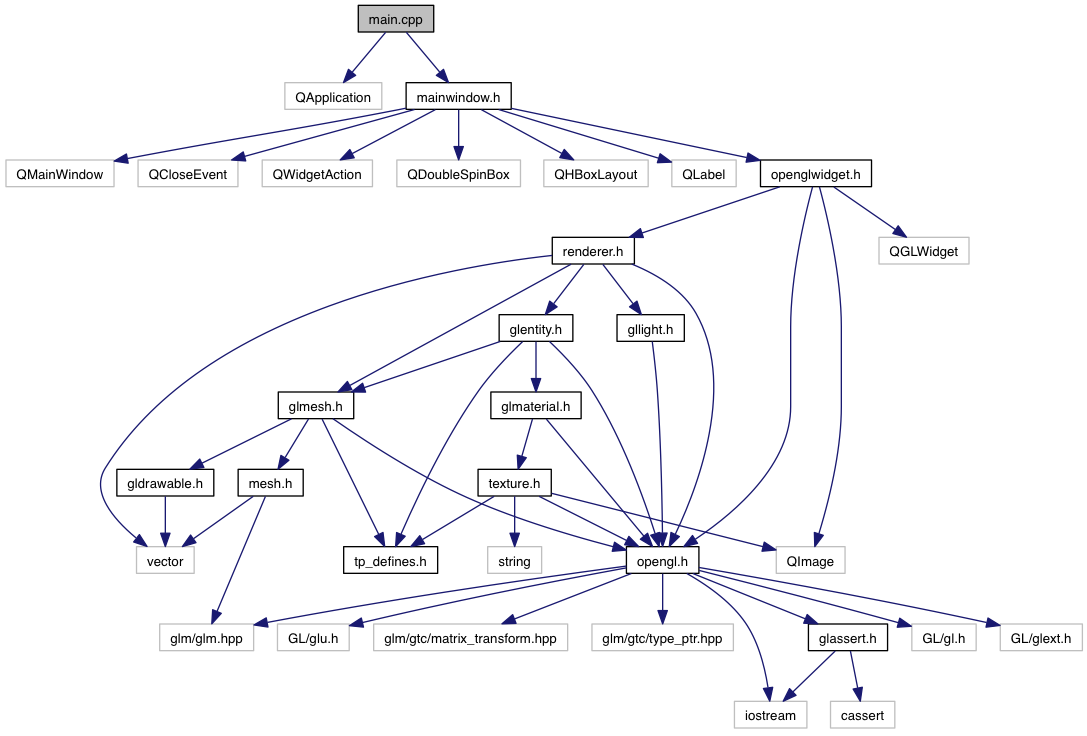 main.cpp
QApplication
mainwindow.h
QMainWindow
QCloseEvent
QWidgetAction
QDoubleSpinBox
QHBoxLayout
QLabel
openglwidget.h
renderer.h
QGLWidget
glentity.h
gllight.h
glmesh.h
glmaterial.h
gldrawable.h
mesh.h
texture.h
vector
tp_defines.h
string
opengl.h
QImage
glm/glm.hpp
GL/glu.h
glm/gtc/matrix_transform.hpp
glm/gtc/type_ptr.hpp
glassert.h
GL/gl.h
GL/glext.h
iostream
cassert